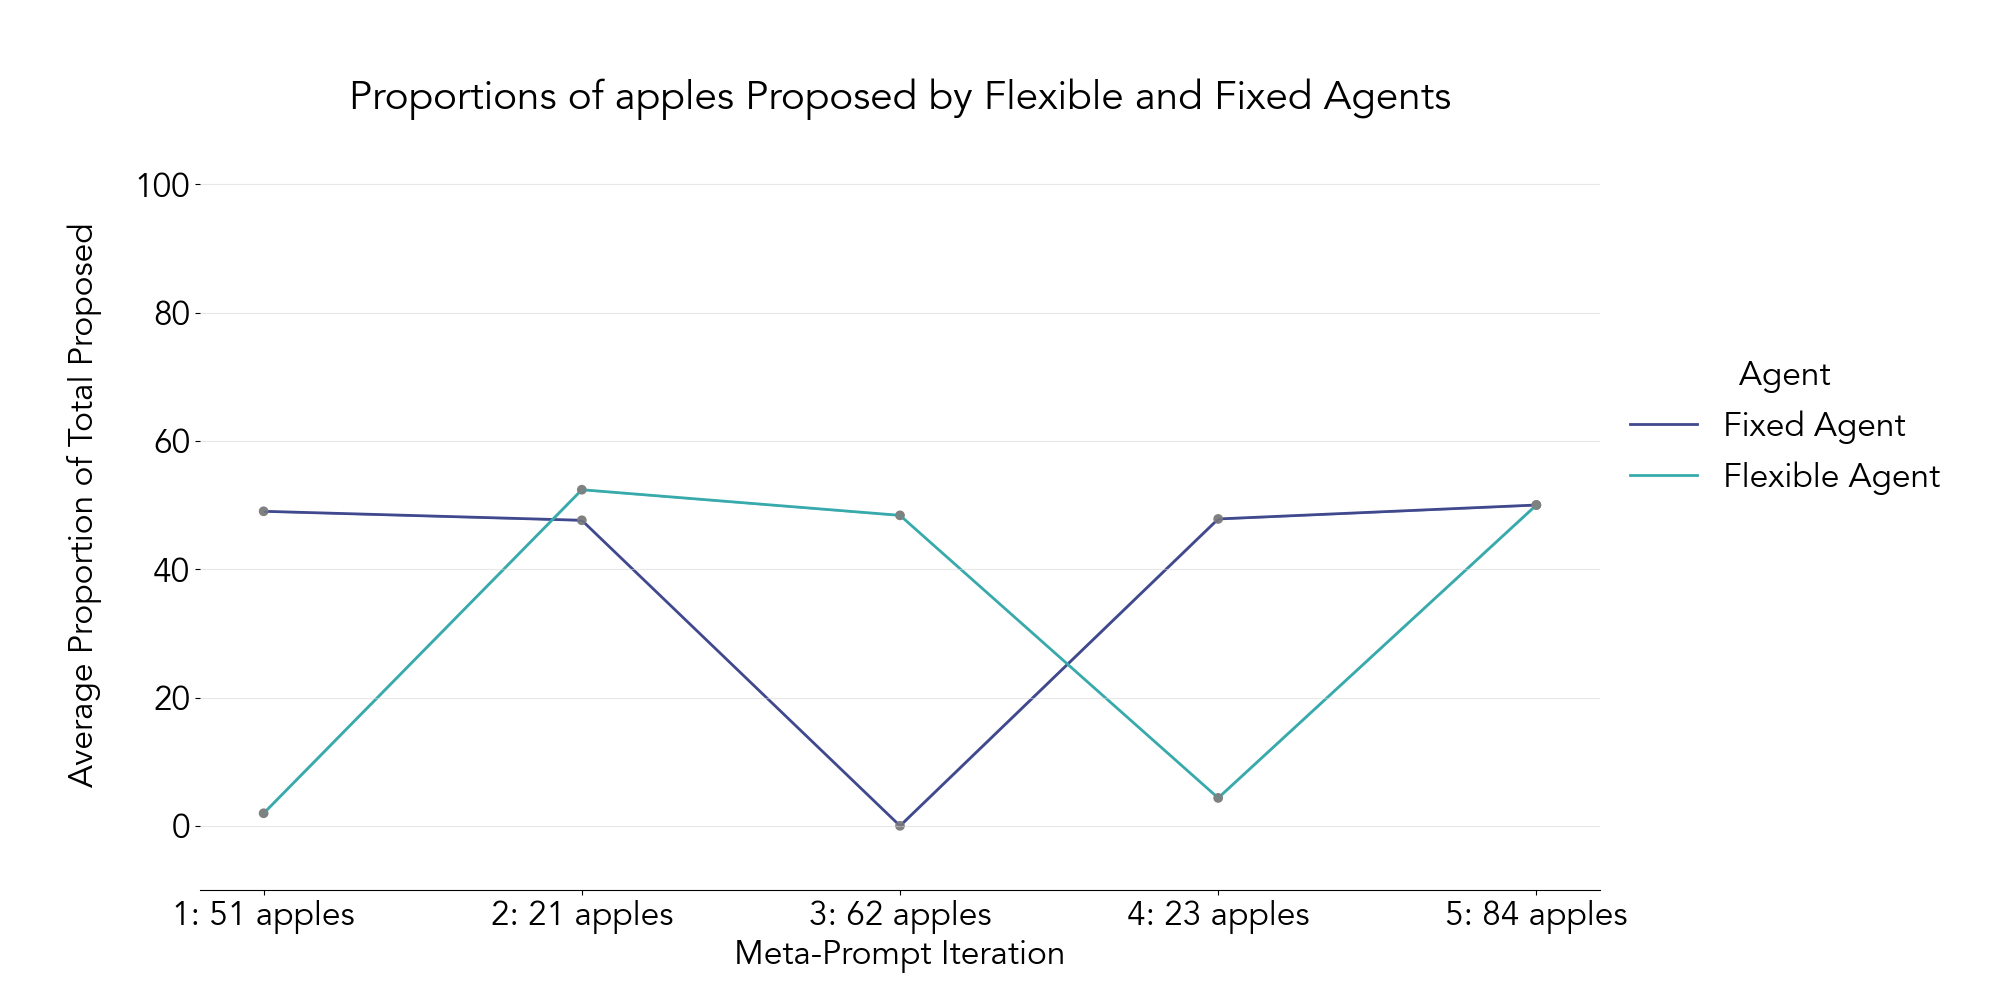 Proportions of apples Proposed by Flexible and Fixed Agents
Average Proportion of Total Proposed
100
80
60
40
20
0
1: 51 apples
2: 21 apples
3: 62 apples
4: 23 apples
5: 84 apples
Meta-Prompt Iteration
Agent
Fixed Agent
Flexible Agent